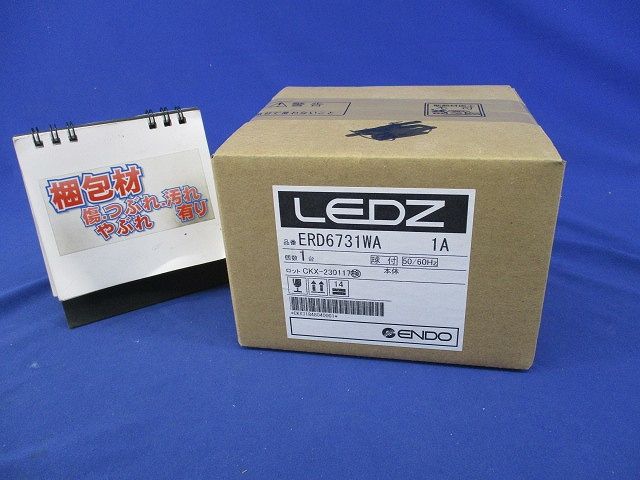 梱包材
傷、つぶれ、汚れ
やぶれ 有り
警告
LEDZ
品番 ERD6731WA 1A
個数 1台 球付 50/60Hz
ロット CKX-230117 本体
14
ENDO